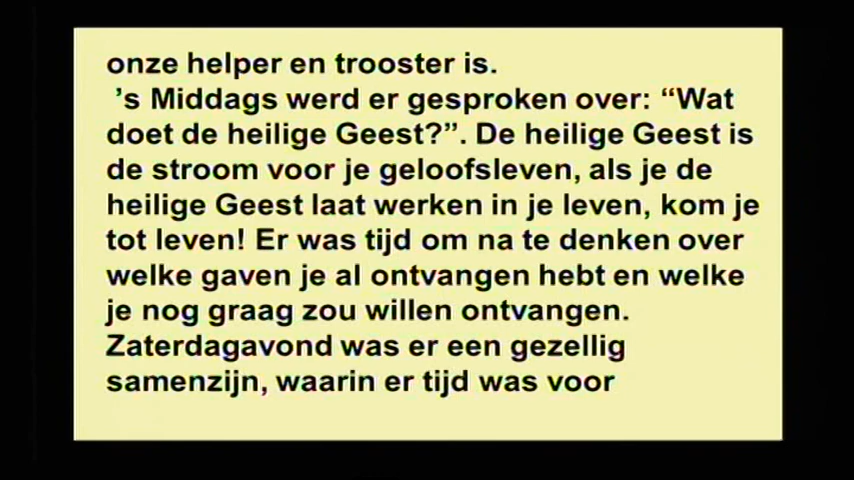 onze helper en trooster is.
’s Middags werd er gesproken over: “Wat
doet de heilige Geest?”. De heilige Geest is
de stroom voor je geloofsleven, als je de
heilige Geest laat werken in je leven, kom je
tot leven! Er was tijd om na te denken over
welke gaven je al ontvangen hebt en welke
je nog graag zou willen ontvangen.
Zaterdagavond was er een gezellig
samenzijn, waarin er tijd was voor